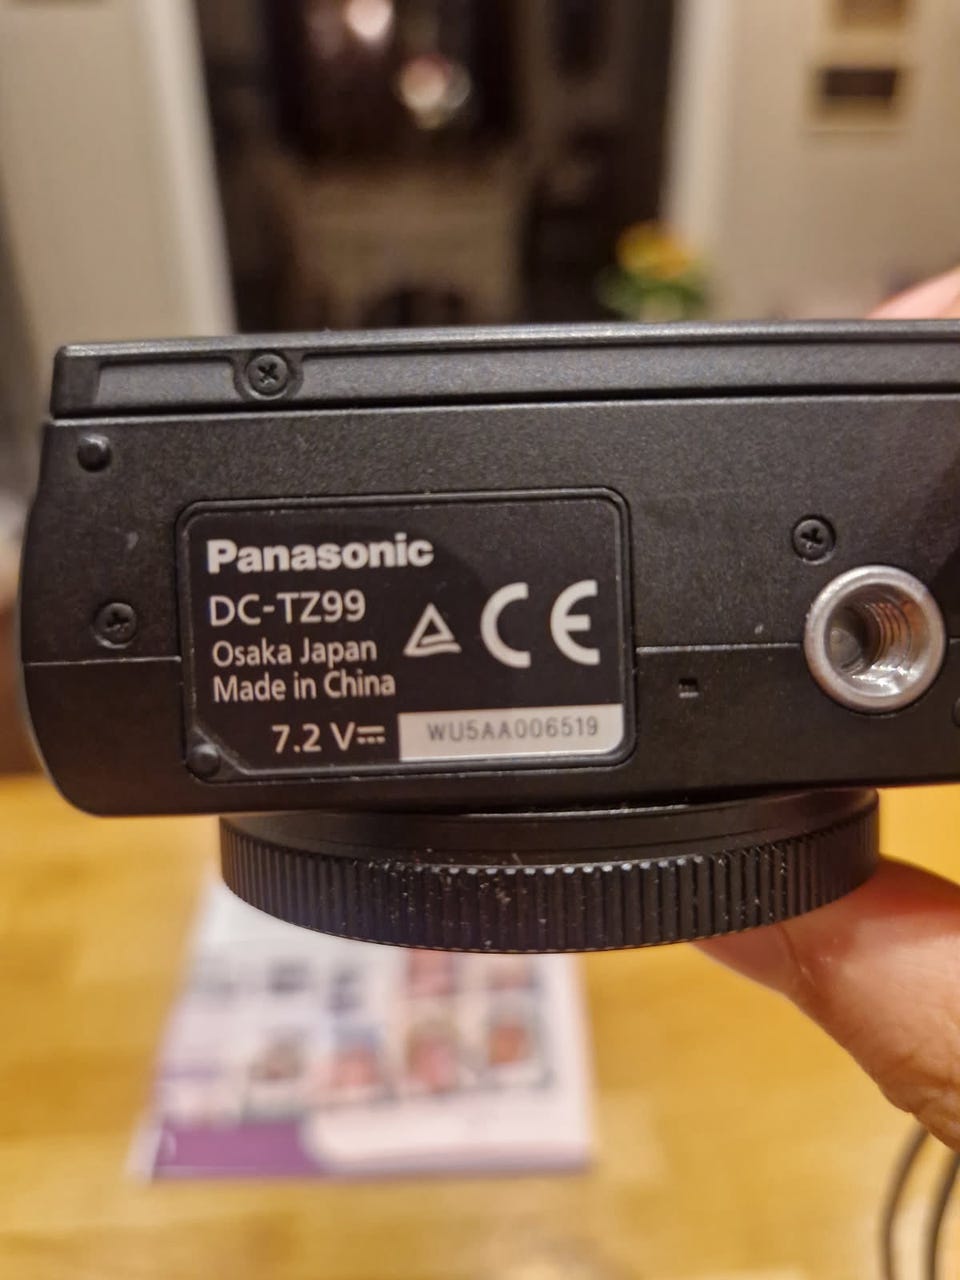 Panasonic
DC-TZ99
Osaka Japan
Made in China
CE
7.2 V⎓
WU5AA006519